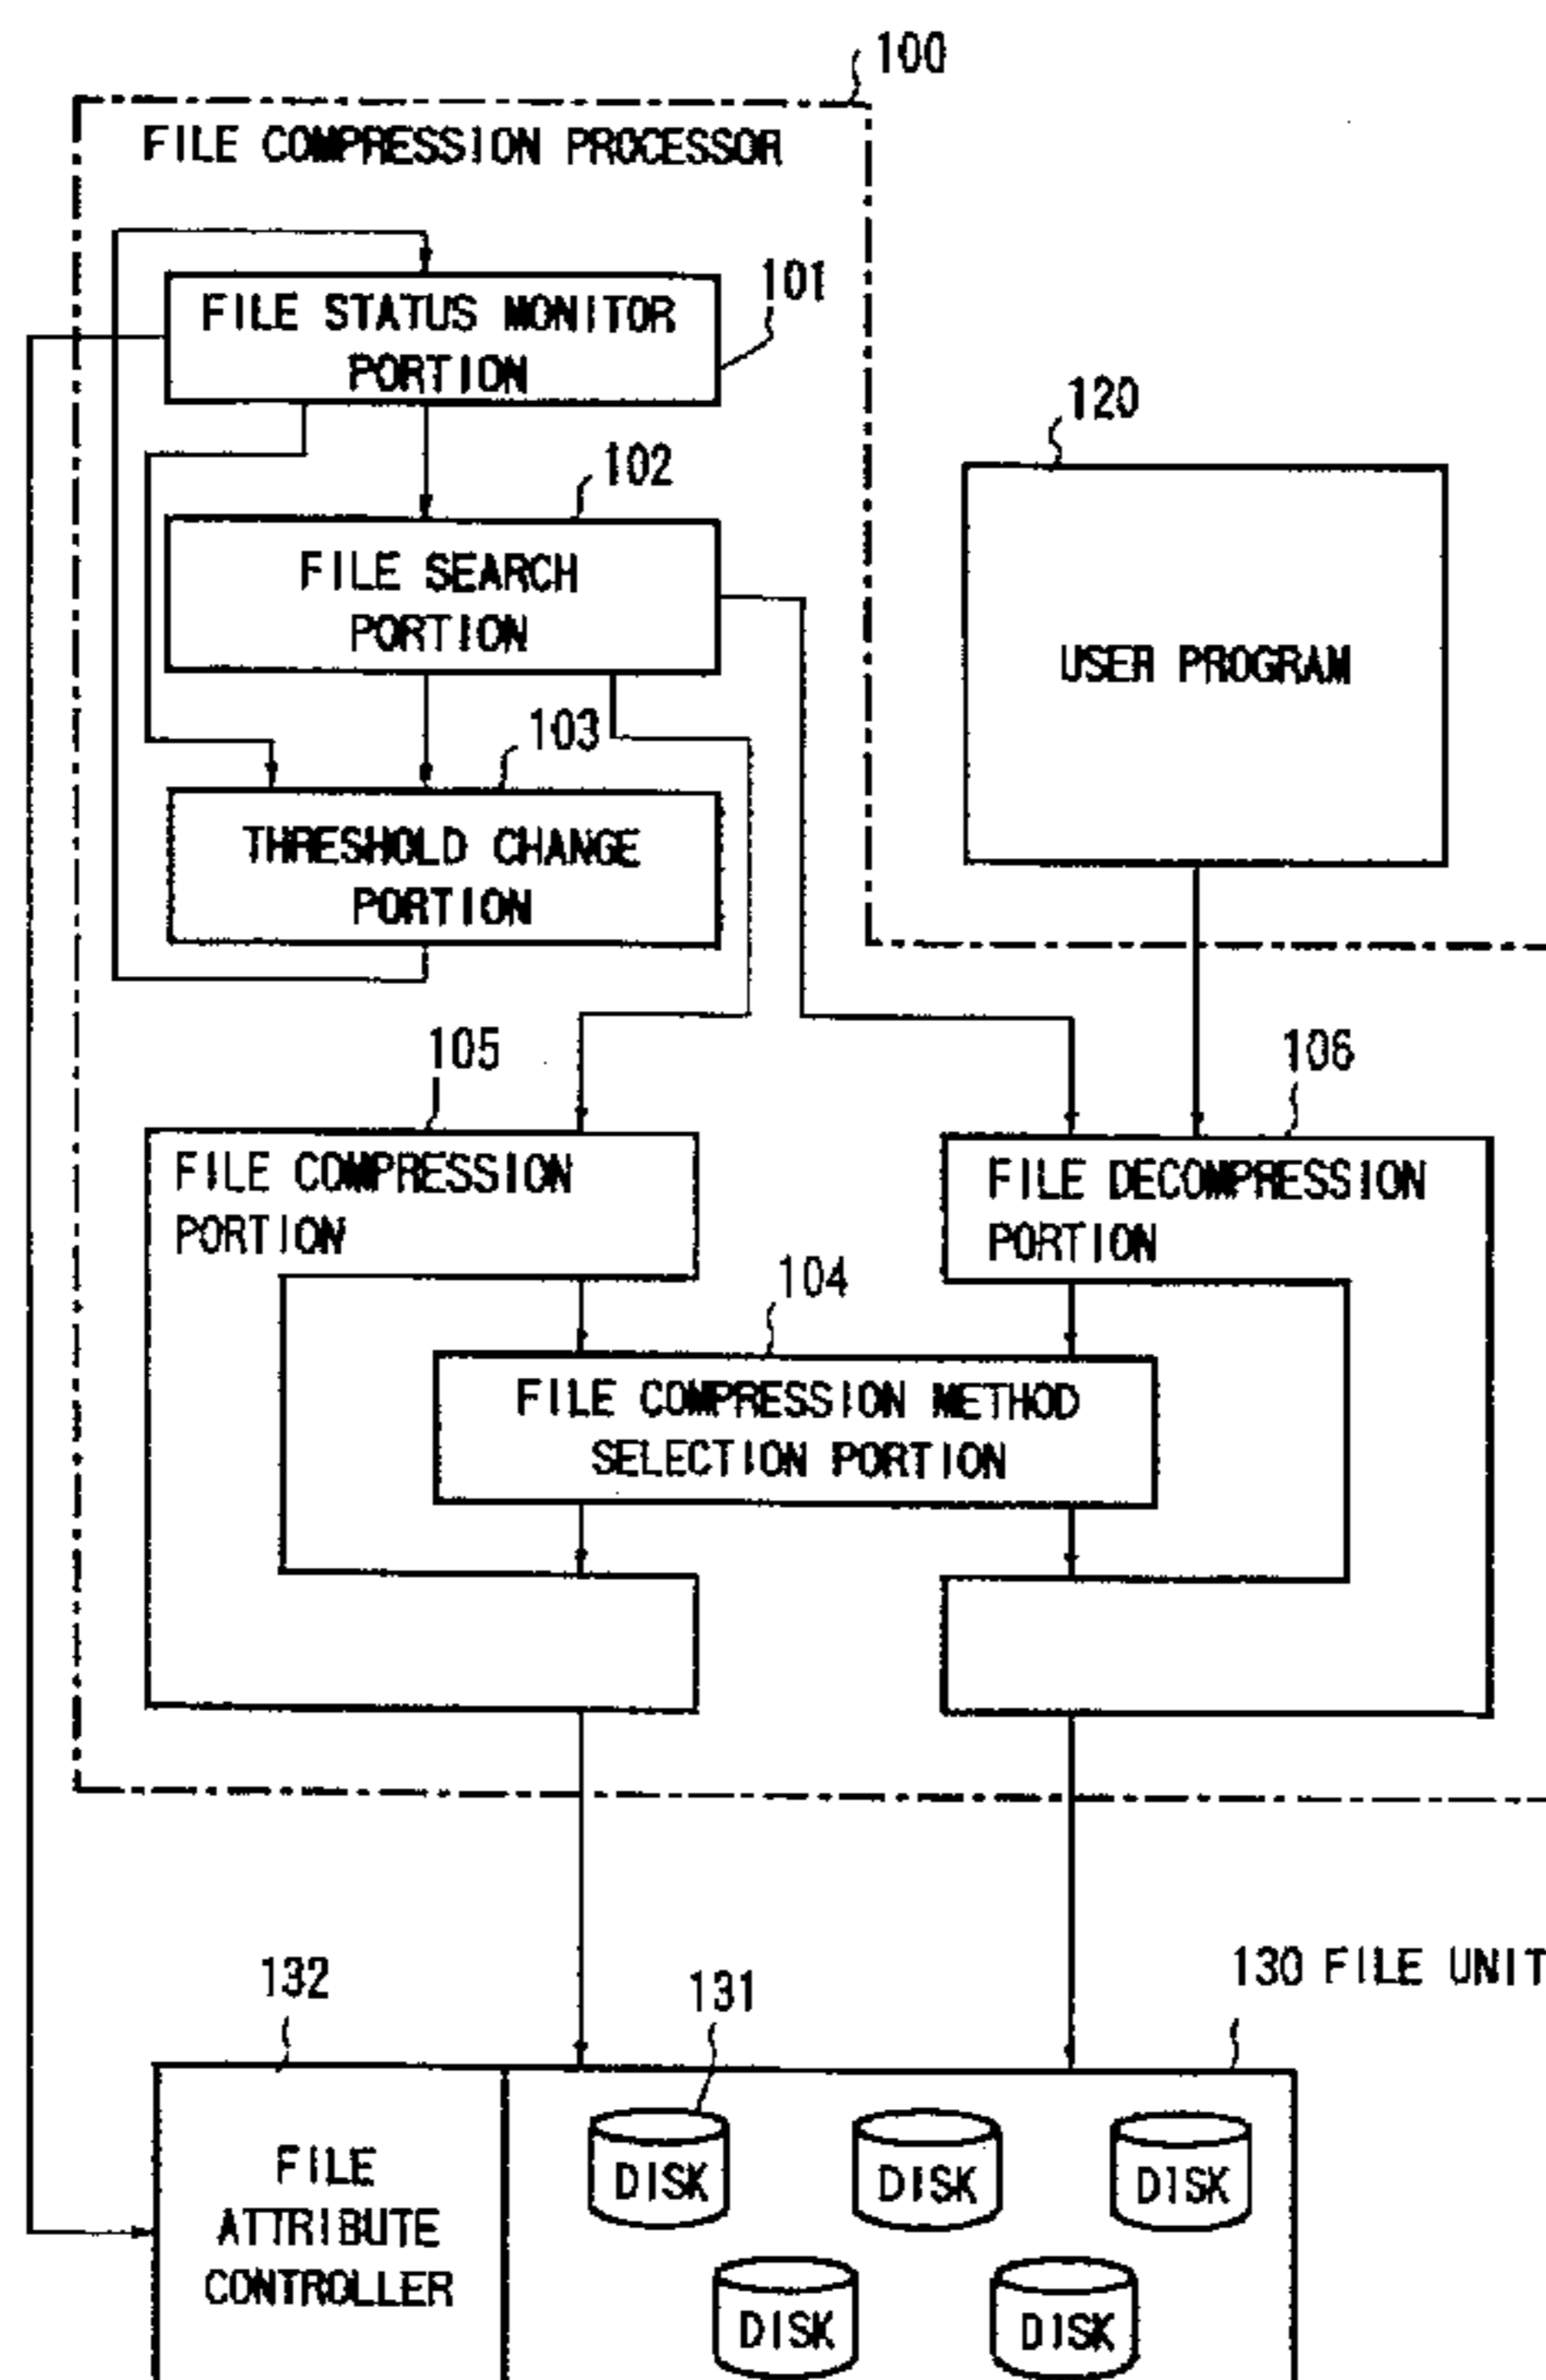 100
FILE COMPRESSION PROCESSOR
101
FILE STATUS MONITOR
PORTION
120
102
FILE SEARCH
PORTION
USER PROGRAM
103
THRESHOLD CHANGE
PORTION
105
106
FILE COMPRESSION
PORTION
FILE DECOMPRESSION
PORTION
104
FILE COMPRESSION METHOD
SELECTION PORTION
130 FILE UNIT
132
131
FILE
ATTRIBUTE
CONTROLLER
DISK
DISK
DISK
DISK
DISK